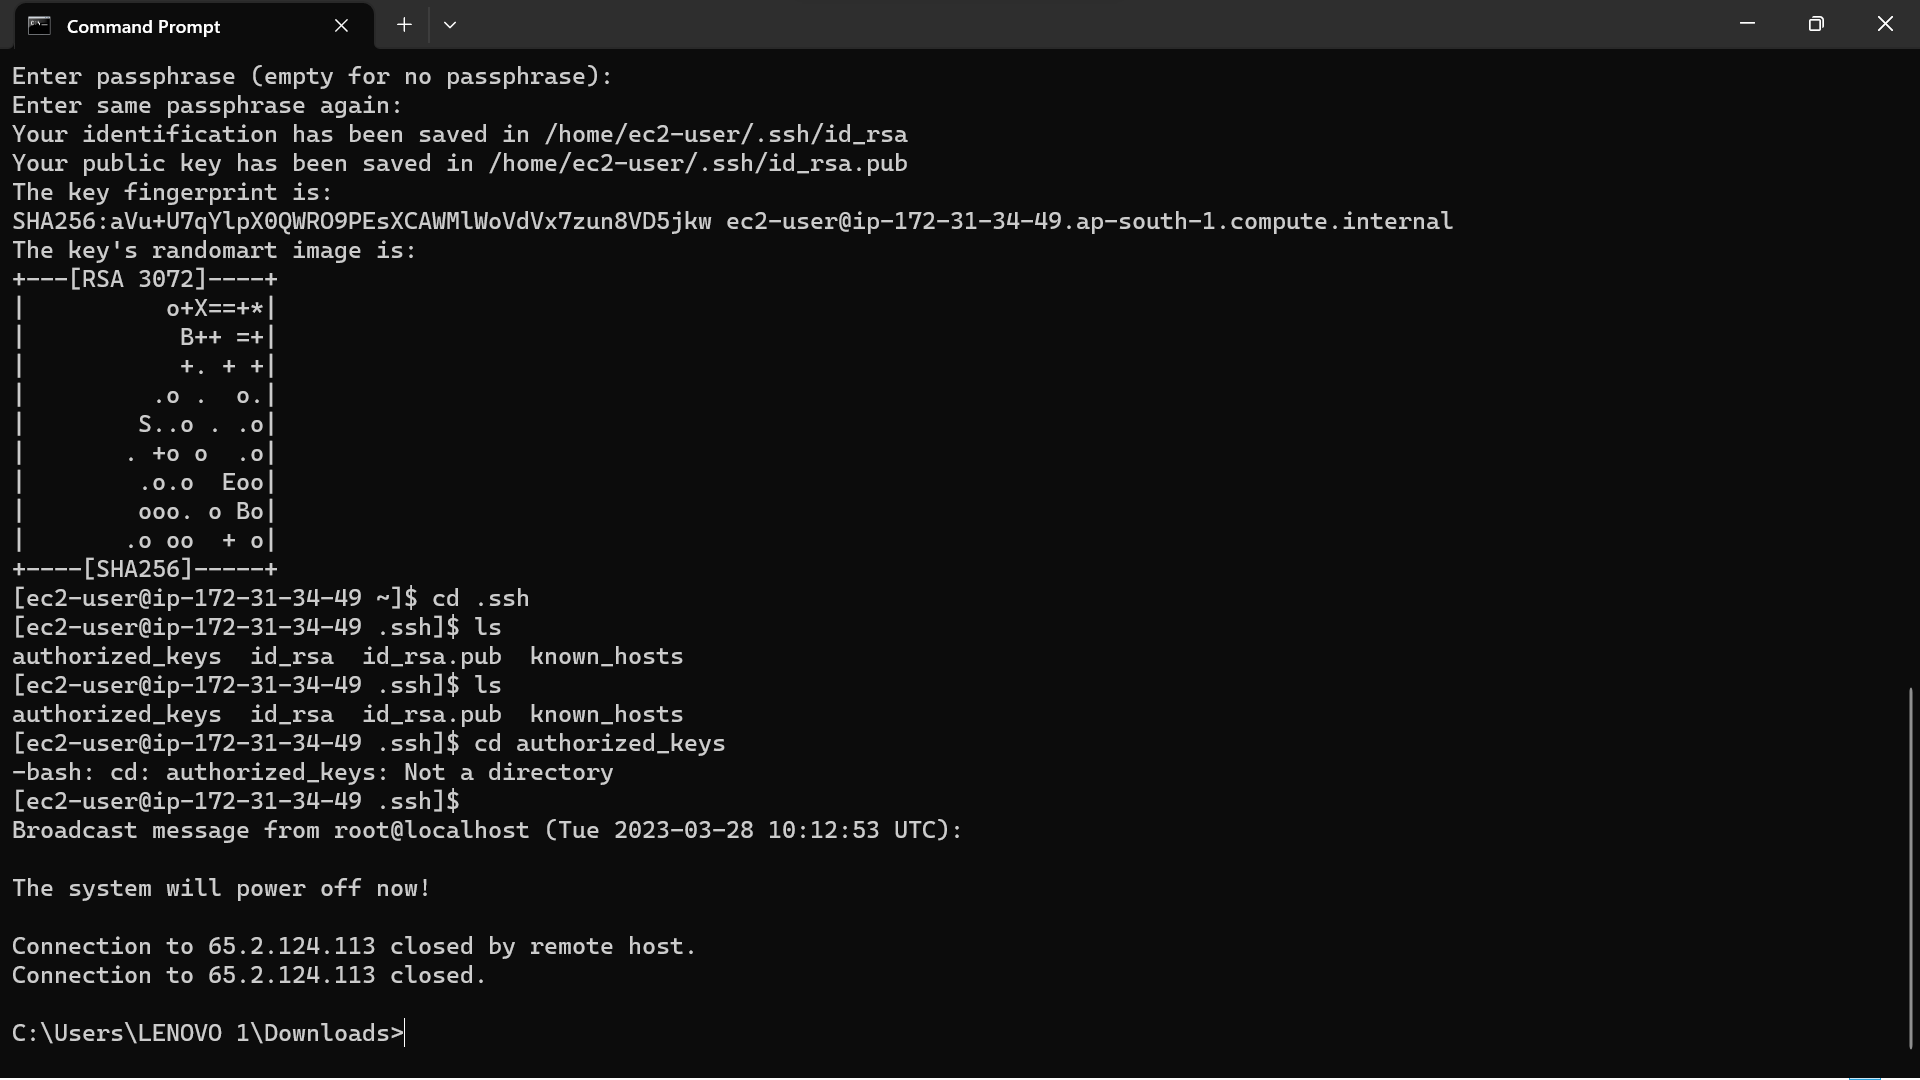 Command Prompt
Enter passphrase (empty for no passphrase):
Enter same passphrase again:
Your identification has been saved in /home/ec2-user/.ssh/id_rsa
Your public key has been saved in /home/ec2-user/.ssh/id_rsa.pub
The key fingerprint is:
SHA256:aVu+U7qYlpX0QWRO9PEsXCAWMlWoVdVx7zun8VD5jkw ec2-user@ip-172-31-34-49.ap-south-1.compute.internal
The key's randomart image is:
+---[RSA 3072]----+
|          o+X==+*|
|           B++ =+|
|           +. + +|
|         .o .  o.|
|        S..o . .o|
|       . +o o  .o|
|        .o.o  Eoo|
|        ooo. o Bo|
|       .o oo  + o|
+----[SHA256]-----+
[ec2-user@ip-172-31-34-49 ~]$ cd .ssh
[ec2-user@ip-172-31-34-49 .ssh]$ ls
authorized_keys  id_rsa  id_rsa.pub  known_hosts
[ec2-user@ip-172-31-34-49 .ssh]$ ls
authorized_keys  id_rsa  id_rsa.pub  known_hosts
[ec2-user@ip-172-31-34-49 .ssh]$ cd authorized_keys
-bash: cd: authorized_keys: Not a directory
[ec2-user@ip-172-31-34-49 .ssh]$
Broadcast message from root@localhost (Tue 2023-03-28 10:12:53 UTC):
The system will power off now!
Connection to 65.2.124.113 closed by remote host.
Connection to 65.2.124.113 closed.
C:\Users\LENOVO 1\Downloads>